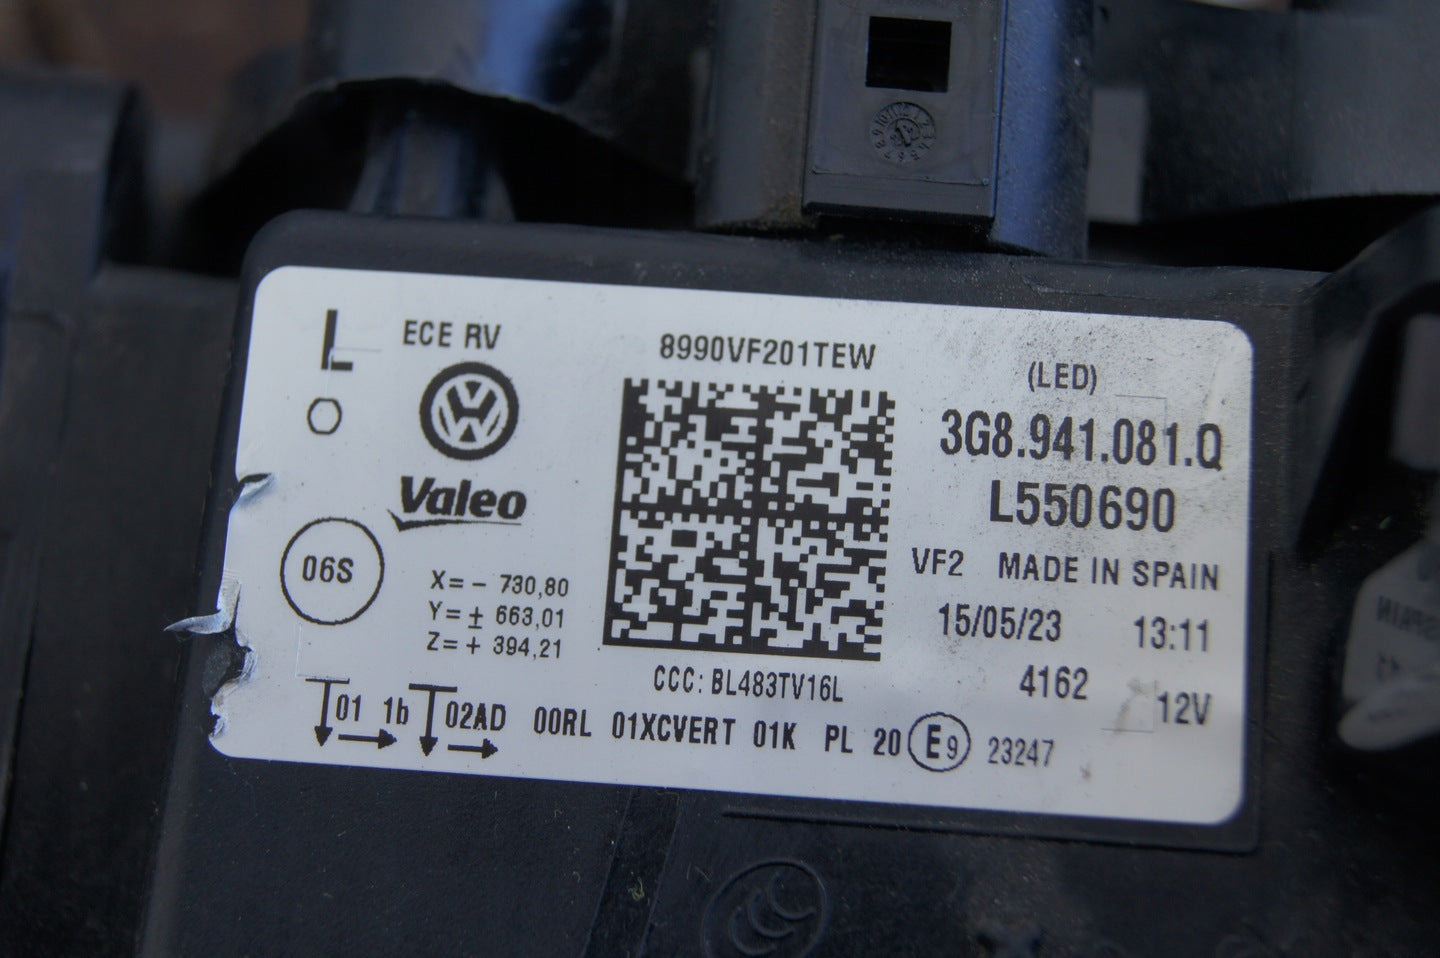 L
ECE RV
8990VF201TEW
(LED)
3G8.941.081.Q
Valeo
L550690
06S
VF2 MADE IN SPAIN
X= - 730,80
Y= ± 663,01
Z= + 394,21
15/05/23 13:11
CCC: BL483TV16L
4162
12V
01 1b 02AD 00RL 01XCVERT 01K PL 20 E9 23247